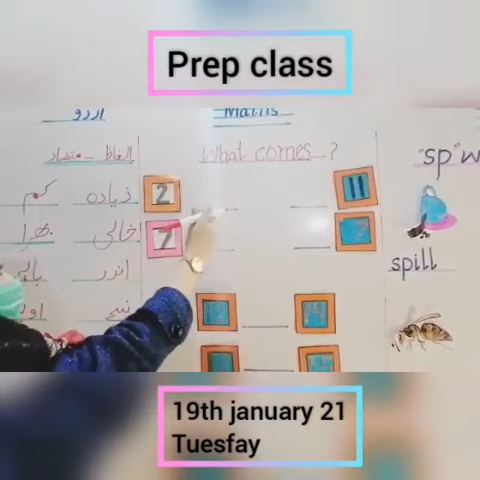 Prep class
اردو
الفاظ – متضاد
زیادہ کم
خالی بھرا
اندر
Maths
What comes....?
2
11
7
"sp" w
spill
19th january 21
Tuesfay